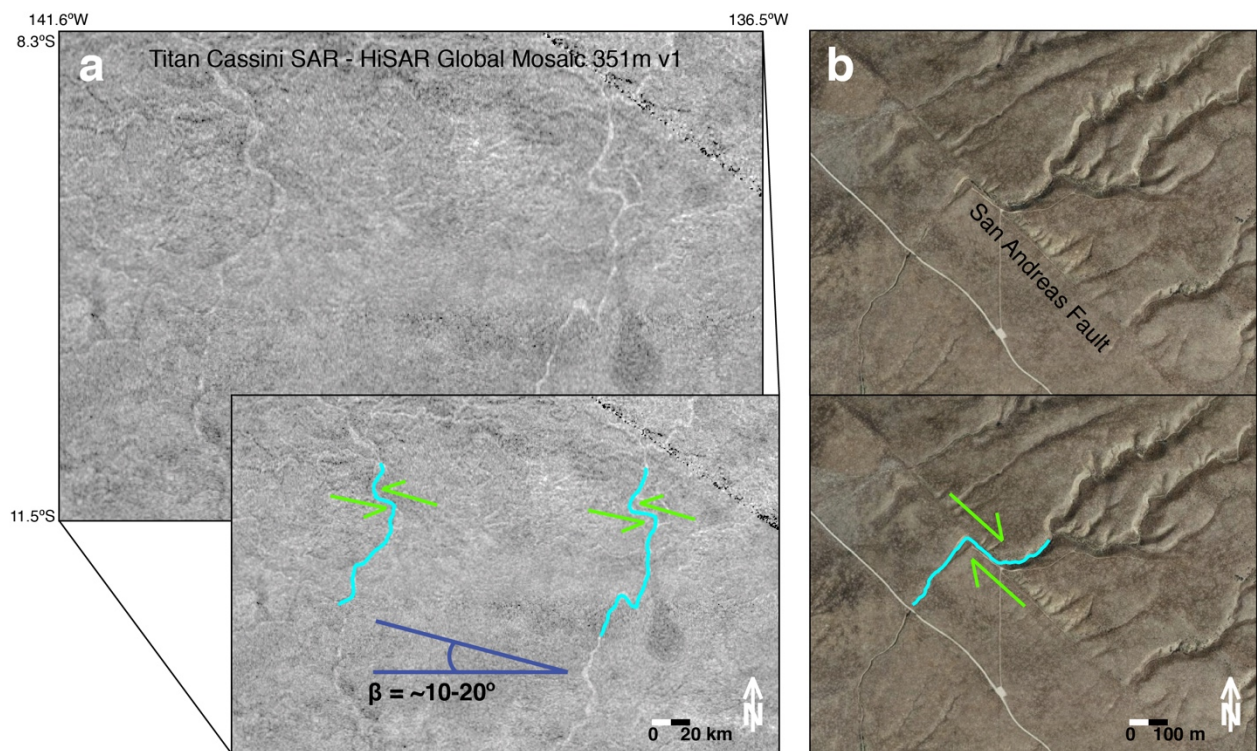 141.6ºW
136.5ºW
8.3ºS
a
Titan Cassini SAR - HiSAR Global Mosaic 351m v1
11.5ºS
β = ~10-20º
N
0 20 km
b
San Andreas Fault
N
0 100 m